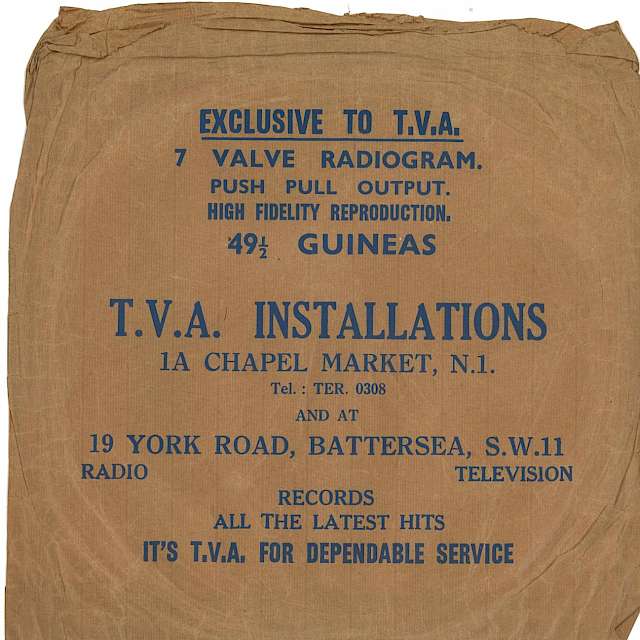 EXCLUSIVE TO T.V.A.
7 VALVE RADIOGRAM.
PUSH PULL OUTPUT.
HIGH FIDELITY REPRODUCTION.
49½ GUINEAS
T.V.A. INSTALLATIONS
1A CHAPEL MARKET, N.1.
Tel. : TER. 0308
AND AT
19 YORK ROAD, BATTERSEA, S.W.11
RADIO TELEVISION
RECORDS
ALL THE LATEST HITS
IT'S T.V.A. FOR DEPENDABLE SERVICE